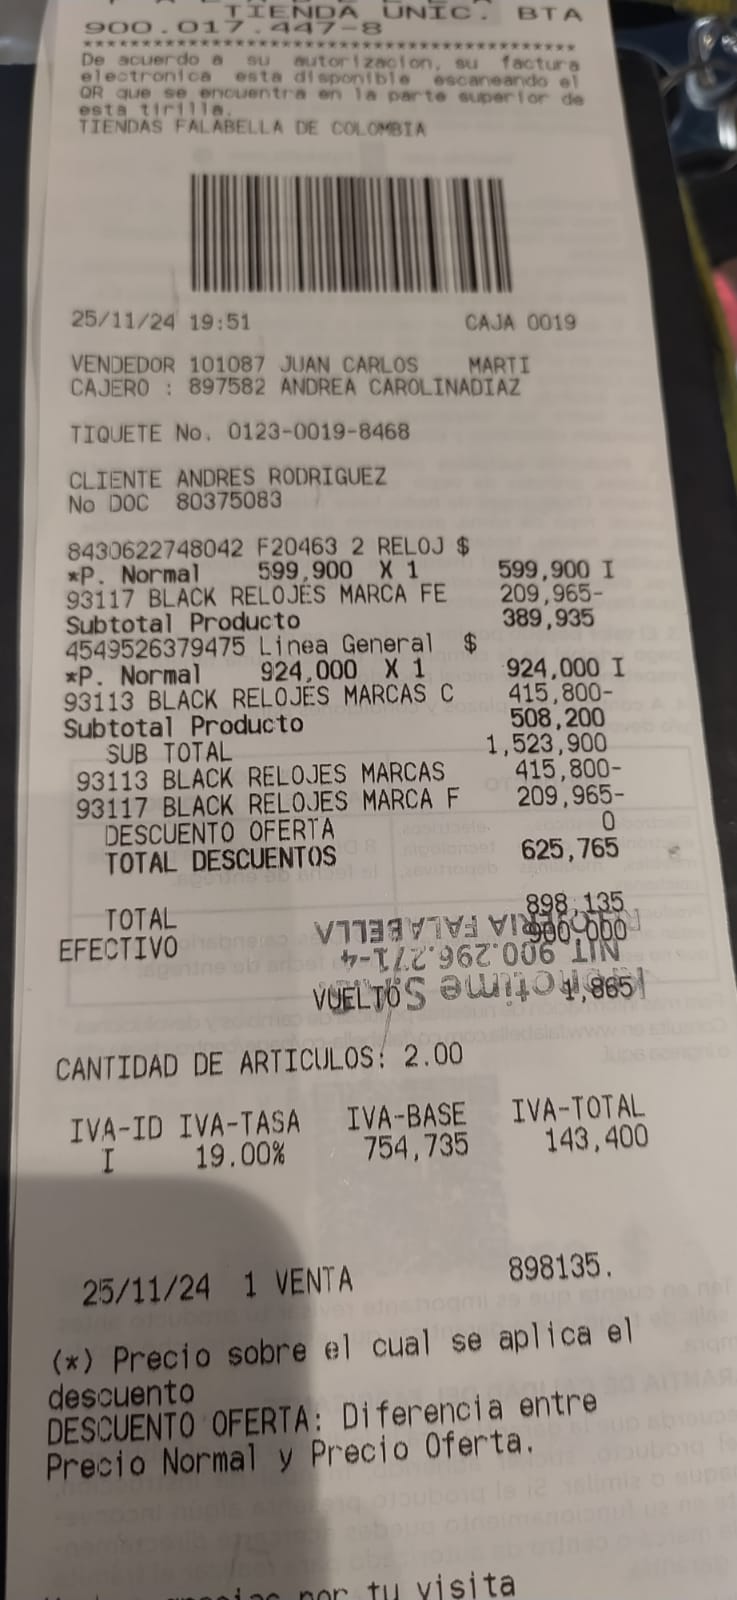 TIENDA UNIC. BTA
900.017.447-8
****************************************
De acuerdo a su autorizacion, su factura
electronica esta disponible escaneando el
QR que se encuentra en la parte superior de
esta tirilla.
TIENDAS FALABELLA DE COLOMBIA
25/11/24 19:51 CAJA 0019
VENDEDOR 101087 JUAN CARLOS MARTI
CAJERO : 897582 ANDREA CAROLINADIAZ
TIQUETE No. 0123-0019-8468
CLIENTE ANDRES RODRIGUEZ
No DOC 80375083
8430622748042 F20463 2 RELOJ $
*P. Normal 599,900 X 1 599,900 I
93117 BLACK RELOJES MARCA FE 209,965-
Subtotal Producto 389,935
4549526379475 Linea General $
*P. Normal 924,000 X 1 924,000 I
93113 BLACK RELOJES MARCAS C 415,800-
Subtotal Producto 508,200
SUB TOTAL 1,523,900
93113 BLACK RELOJES MARCAS 415,800-
93117 BLACK RELOJES MARCA F 209,965-
DESCUENTO OFERTA 0
TOTAL DESCUENTOS 625,765
TOTAL 898,135
EFECTIVO 900,000
FALABELLA
NIT 900.296.271-4
VUELTO 1,865
CANTIDAD DE ARTICULOS: 2.00
IVA-ID IVA-TASA IVA-BASE IVA-TOTAL
I 19.00% 754,735 143,400
25/11/24 1 VENTA 898135.
(*) Precio sobre el cual se aplica el
descuento
DESCUENTO OFERTA: Diferencia entre
Precio Normal y Precio Oferta.
por tu visita